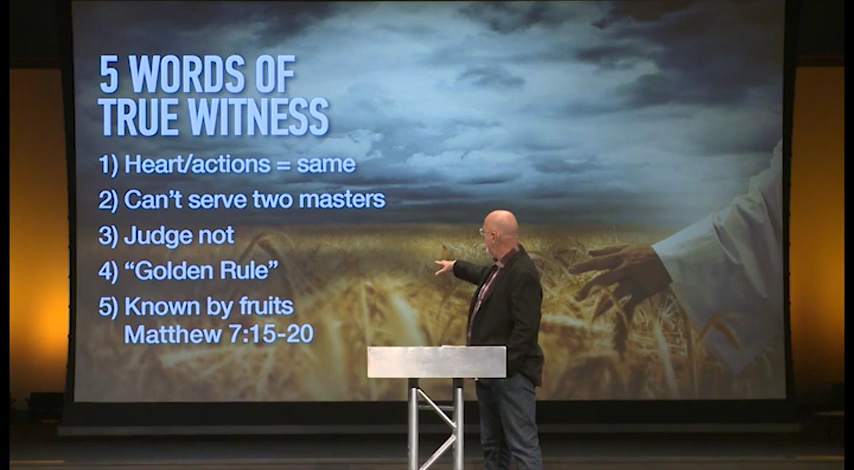 5 WORDS OF
TRUE WITNESS
1) Heart/actions = same
2) Can’t serve two masters
3) Judge not
4) “Golden Rule”
5) Known by fruits
Matthew 7:15-20